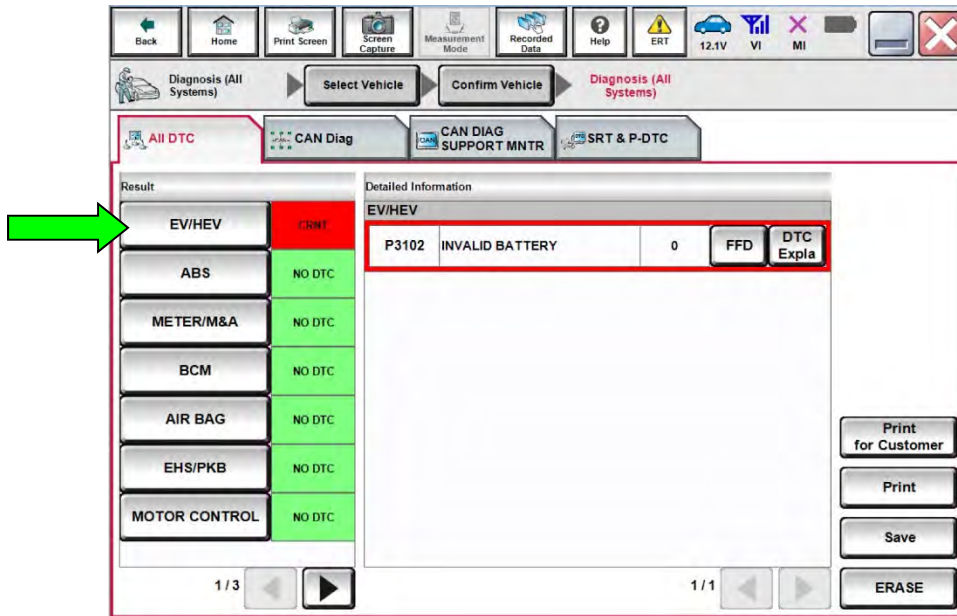 Back
Home
Print Screen
Screen
Capture
Measurement
Mode
Recorded
Data
Help
ERT
12.1V
VI
MI
Diagnosis (All
Systems)
Select Vehicle
Confirm Vehicle
Diagnosis (All
Systems)
All DTC
CAN Diag
CAN
CAN DIAG
SUPPORT MNTR
SRT & P-DTC
Result
Detailed Information
EV/HEV
CRNT
ABS
NO DTC
METER/M&A
NO DTC
BCM
NO DTC
AIR BAG
NO DTC
EHS/PKB
NO DTC
MOTOR CONTROL
NO DTC
1/3
EV/HEV
P3102
INVALID BATTERY
0
FFD
DTC
Expla
1/1
Print
for Customer
Print
Save
ERASE